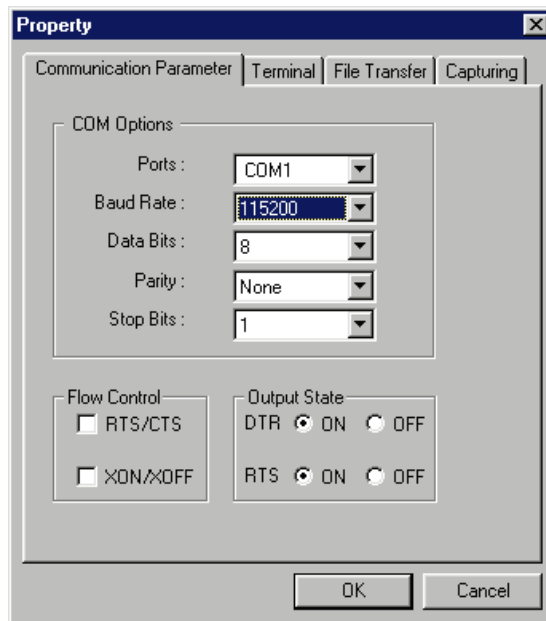 Property
Communication Parameter Terminal File Transfer Capturing
COM Options
Ports : COM1
Baud Rate : 115200
Data Bits : 8
Parity : None
Stop Bits : 1
Flow Control Output State
RTS/CTS DTR ON OFF
XON/XOFF RTS ON OFF
OK Cancel